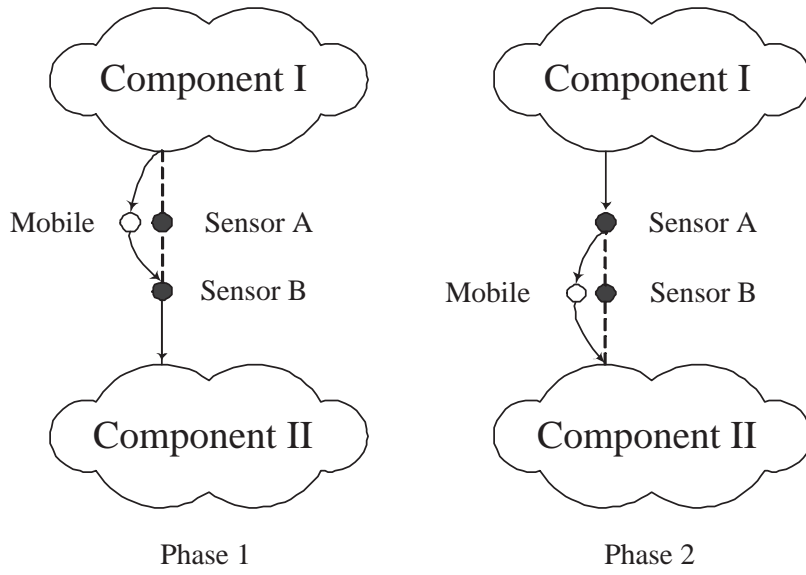 Component I
Component I
Mobile
Sensor A
Sensor A
Sensor B
Mobile
Sensor B
Component II
Component II
Phase 1
Phase 2